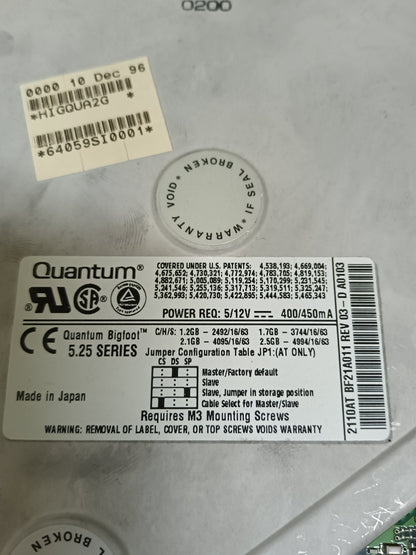 0200
0000 10 Dec 96
*HIGQUA2G *
*64059SI0001*
WARRANTY VOID * IF SEAL BROKEN *
Quantum®
COVERED UNDER U.S. PATENTS: 4,538,193; 4,669,004;
4,675,652; 4,730,321; 4,772,974; 4,783,705; 4,819,153;
4,882,671; 5,005,089; 5,119,254; 5,170,299; 5,231,545;
5,241,546; 5,255,136; 5,317,713; 5,319,511; 5,325,247;
5,362,993; 5,420,730; 5,422,895; 5,444,583; 5,465,343
POWER REQ: 5/12V 400/450mA
Quantum Bigfoot™
5.25 SERIES
C/H/S: 1.2GB - 2492/16/63 1.7GB - 3744/16/63
2.1GB - 4095/16/63 2.5GB - 4994/16/63
Jumper Configuration Table JP1:(AT ONLY)
CS DS SP
Master/Factory default
Slave
Slave, Jumper in storage position
Cable Select for Master/Slave
Made in Japan
Requires M3 Mounting Screws
WARNING: REMOVAL OF LABEL, COVER, OR TOP SCREWS VOIDS WARRANTY
2110AT BF21A011 REV 03-D A0103
SEAL BROKEN